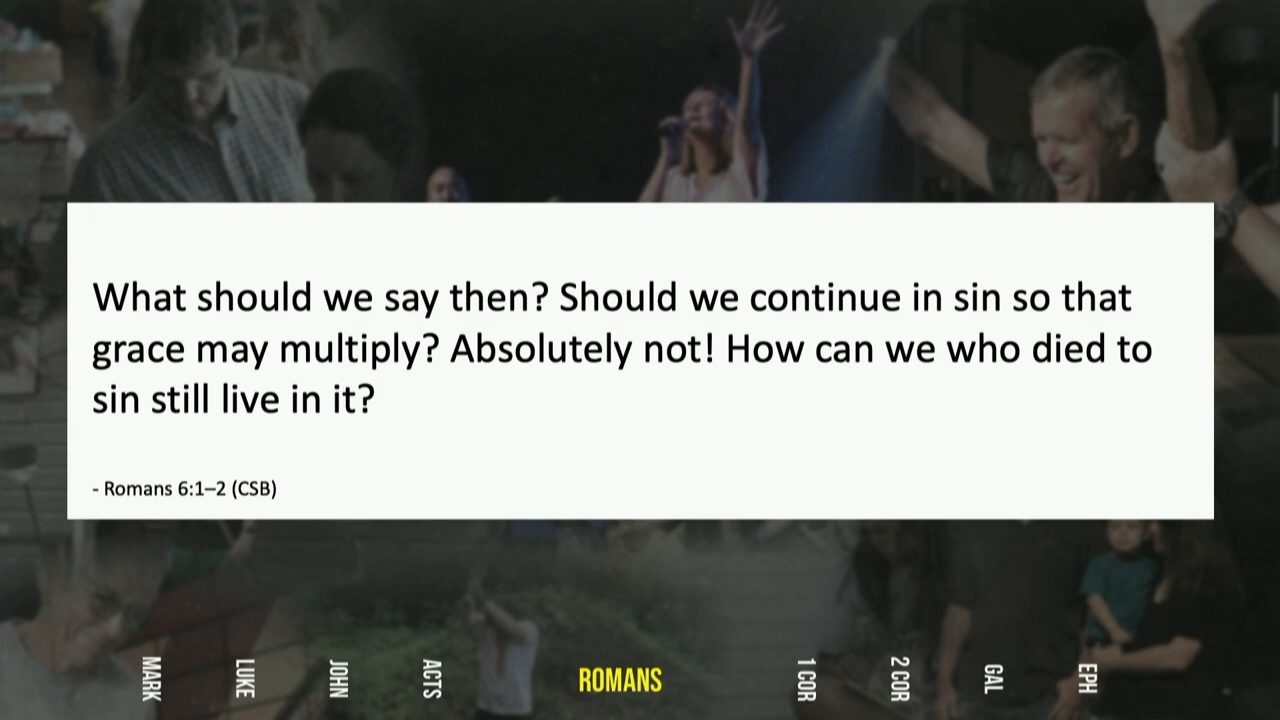 What should we say then? Should we continue in sin so that
grace may multiply? Absolutely not! How can we who died to
sin still live in it?
- Romans 6:1–2 (CSB)
MARK
LUKE
JOHN
ACTS
ROMANS
1 COR
2 COR
GAL
EPH